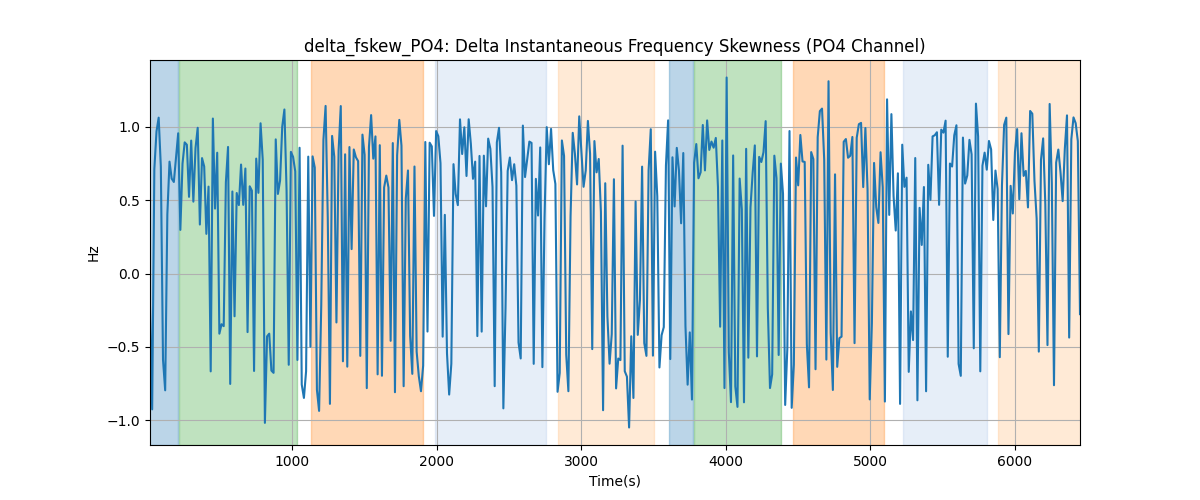 delta_fskew_PO4: Delta Instantaneous Frequency Skewness (PO4 Channel)
1.0
0.5
0.0
−0.5
−1.0
Hz
1000 2000 3000 4000 5000 6000
Time(s)